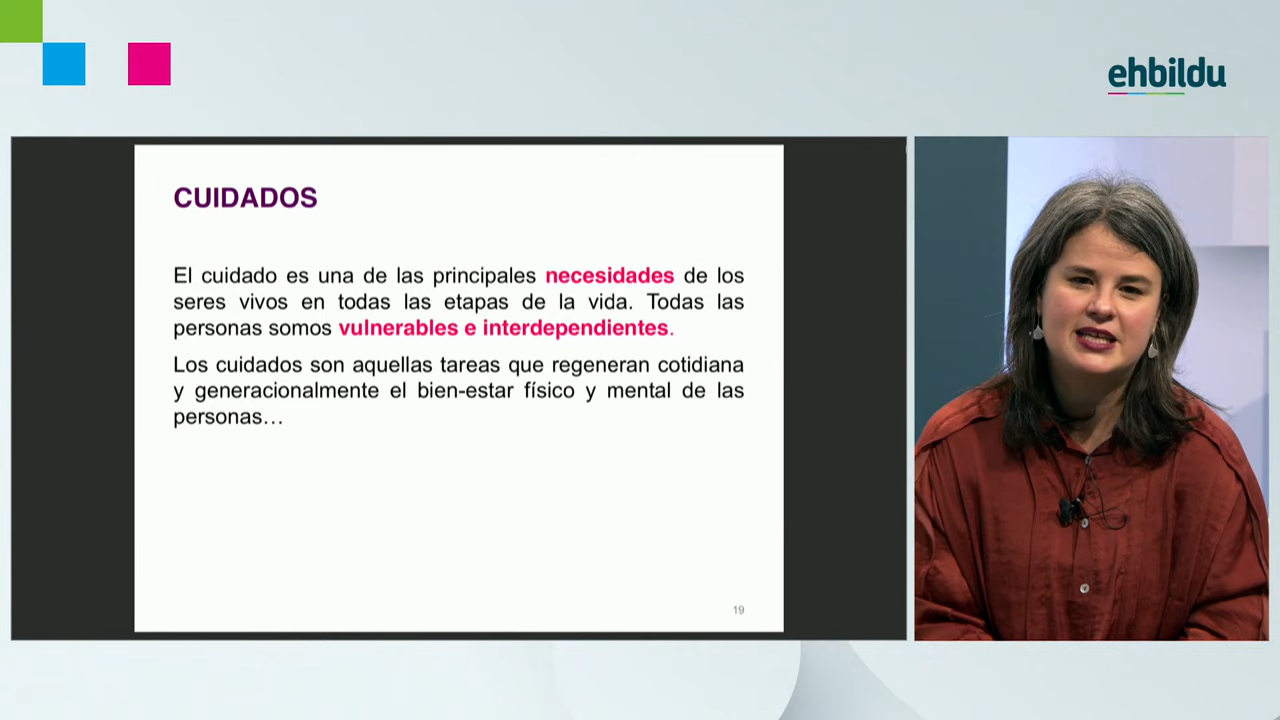 ehbildu
CUIDADOS
El cuidado es una de las principales necesidades de los
seres vivos en todas las etapas de la vida. Todas las
personas somos vulnerables e interdependientes.
Los cuidados son aquellas tareas que regeneran cotidiana
y generacionalmente el bien-estar físico y mental de las
personas…
19